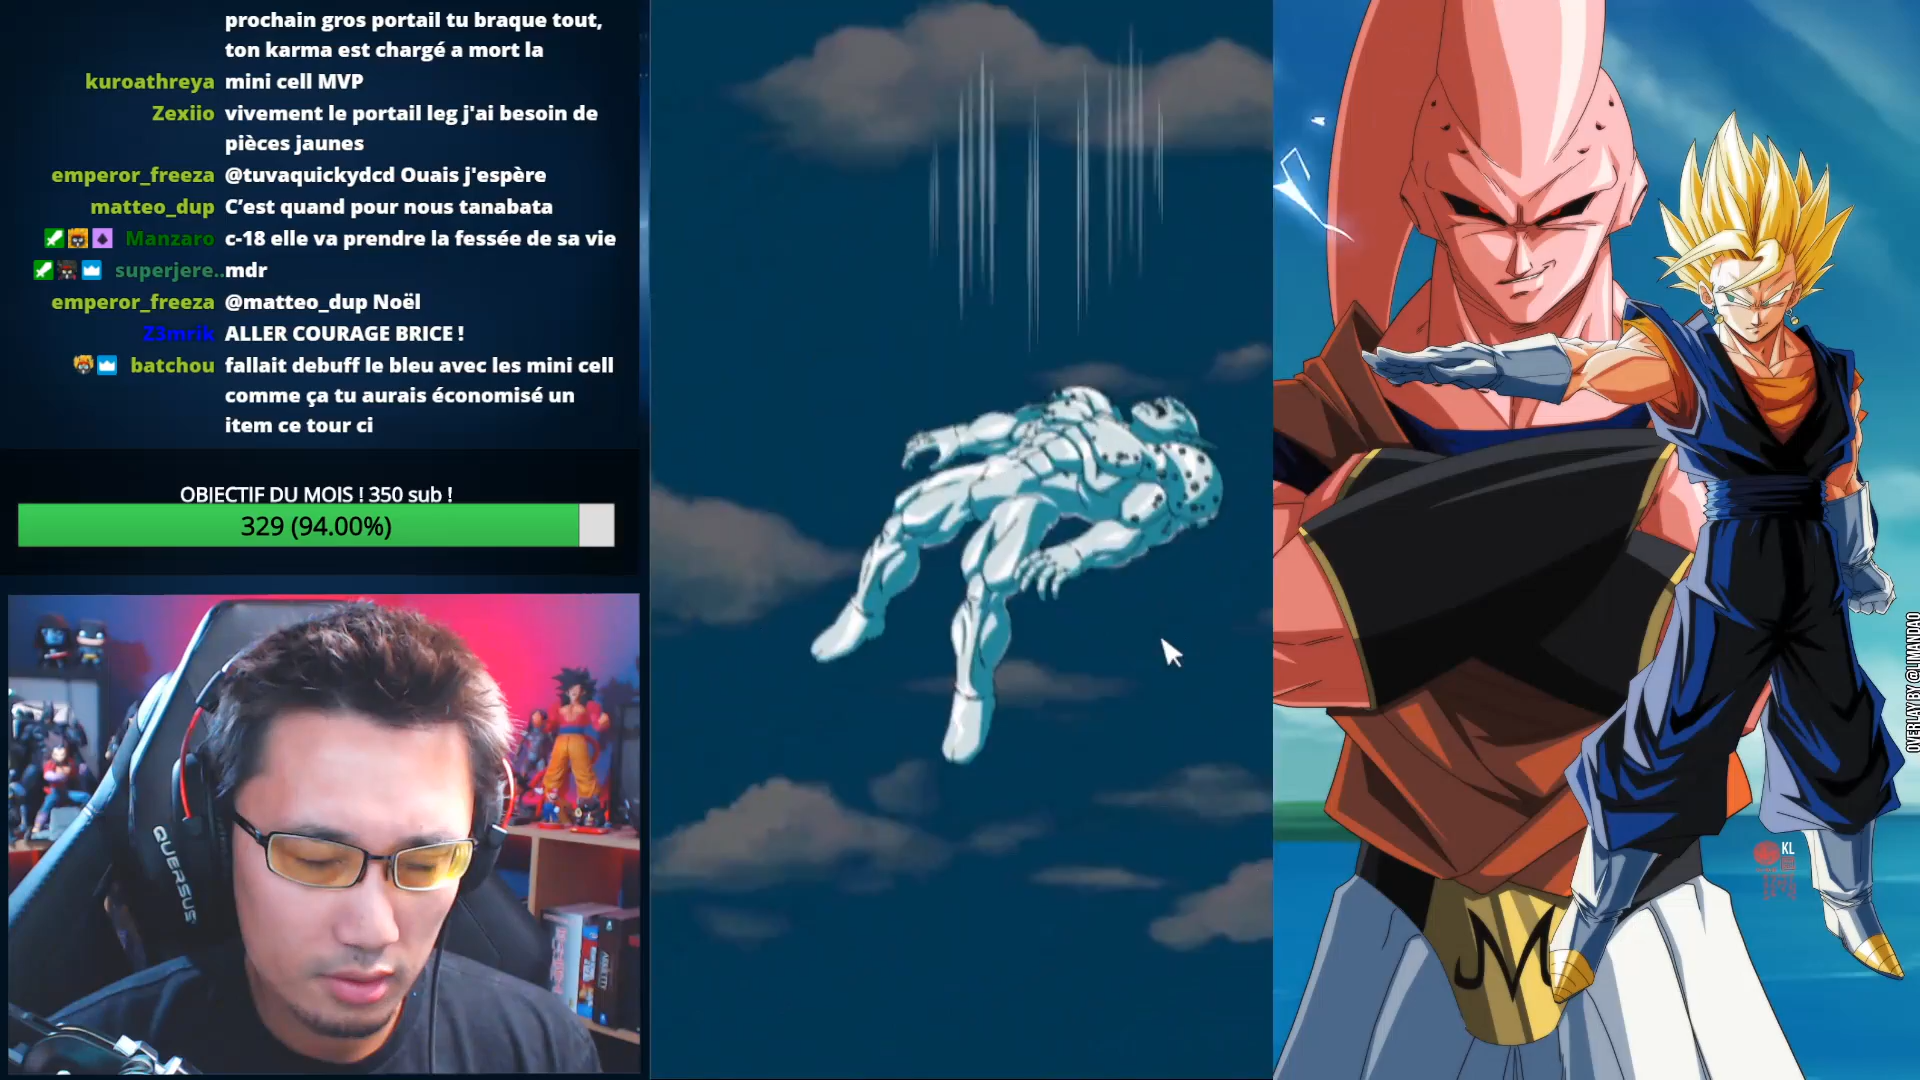 prochain gros portail tu braque tout,
ton karma est chargé a mort la
kuroathreya mini cell MVP
Zexiio vivement le portail leg j'ai besoin de
pièces jaunes
emperor_freeza @tuvaquickydcd Ouais j'espère
matteo_dup C’est quand pour nous tanabata
Manzaro c-18 elle va prendre la fessée de sa vie
superjere.. mdr
emperor_freeza @matteo_dup Noël
Z3mrik ALLER COURAGE BRICE !
batchou fallait debuff le bleu avec les mini cell
comme ça tu aurais économisé un
item ce tour ci
OBJECTIF DU MOIS ! 350 sub !
329 (94.00%)
QUERSUS
OVERLAY BY @LIMANDAO
KL